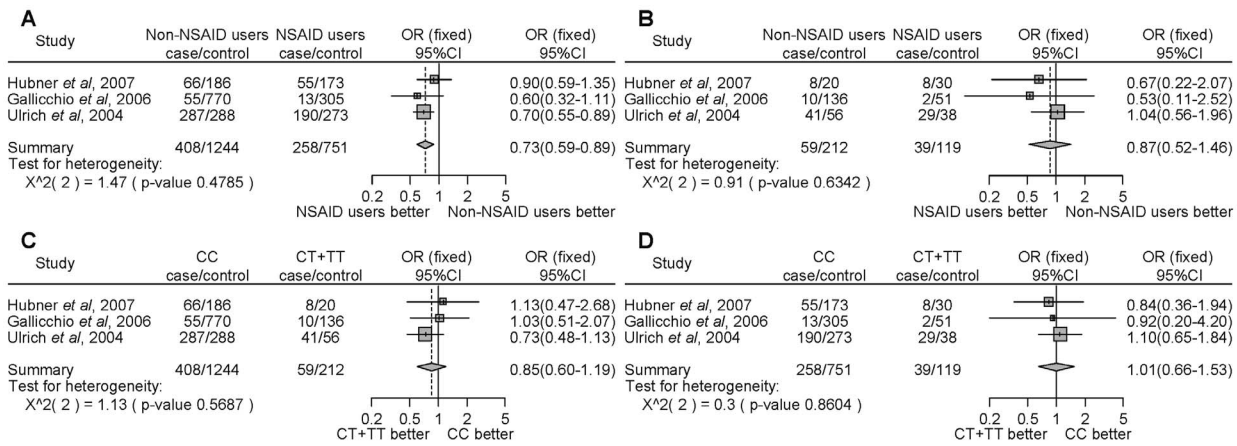 A
Study Non-NSAID users NSAID users OR (fixed) OR (fixed)
case/control case/control 95%CI 95%CI
Hubner et al, 2007 66/186 55/173 0.90(0.59-1.35)
Gallicchio et al, 2006 55/770 13/305 0.60(0.32-1.11)
Ulrich et al, 2004 287/288 190/273 0.70(0.55-0.89)
Summary 408/1244 258/751 0.73(0.59-0.89)
Test for heterogeneity:
X^2( 2 ) = 1.47 ( p-value 0.4785 )
0.2 0.5 1 2 5
NSAID users better Non-NSAID users better
B
Study Non-NSAID users NSAID users OR (fixed) OR (fixed)
case/control case/control 95%CI 95%CI
Hubner et al, 2007 8/20 8/30 0.67(0.22-2.07)
Gallicchio et al, 2006 10/136 2/51 0.53(0.11-2.52)
Ulrich et al, 2004 41/56 29/38 1.04(0.56-1.96)
Summary 59/212 39/119 0.87(0.52-1.46)
Test for heterogeneity:
X^2( 2 ) = 0.91 ( p-value 0.6342 )
0.2 0.5 1 2 5
NSAID users better Non-NSAID users better
C
Study CC CT+TT OR (fixed) OR (fixed)
case/control case/control 95%CI 95%CI
Hubner et al, 2007 66/186 8/20 1.13(0.47-2.68)
Gallicchio et al, 2006 55/770 10/136 1.03(0.51-2.07)
Ulrich et al, 2004 287/288 41/56 0.73(0.48-1.13)
Summary 408/1244 59/212 0.85(0.60-1.19)
Test for heterogeneity:
X^2( 2 ) = 1.13 ( p-value 0.5687 )
0.2 0.5 1 2 5
CT+TT better CC better
D
Study CC CT+TT OR (fixed) OR (fixed)
case/control case/control 95%CI 95%CI
Hubner et al, 2007 55/173 8/30 0.84(0.36-1.94)
Gallicchio et al, 2006 13/305 2/51 0.92(0.20-4.20)
Ulrich et al, 2004 190/273 29/38 1.10(0.65-1.84)
Summary 258/751 39/119 1.01(0.66-1.53)
Test for heterogeneity:
X^2( 2 ) = 0.3 ( p-value 0.8604 )
0.2 0.5 1 2 5
CT+TT better CC better